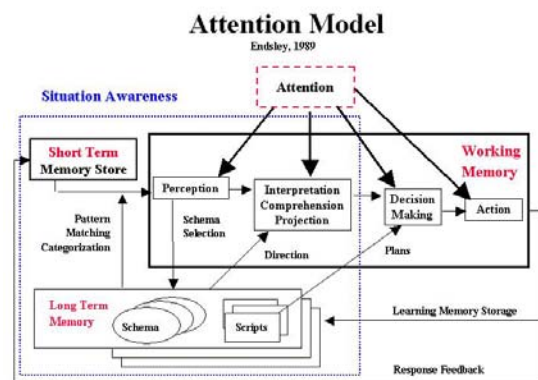 Attention Model
Endsley, 1989
Attention
Situation Awareness
Short Term
Memory Store
Working
Memory
Perception
Interpretation
Comprehension
Projection
Decision
Making
Action
Pattern
Matching
Categorization
Schema
Selection
Direction
Plans
Long Term
Memory
Schema
Scripts
Learning Memory Storage
Response Feedback